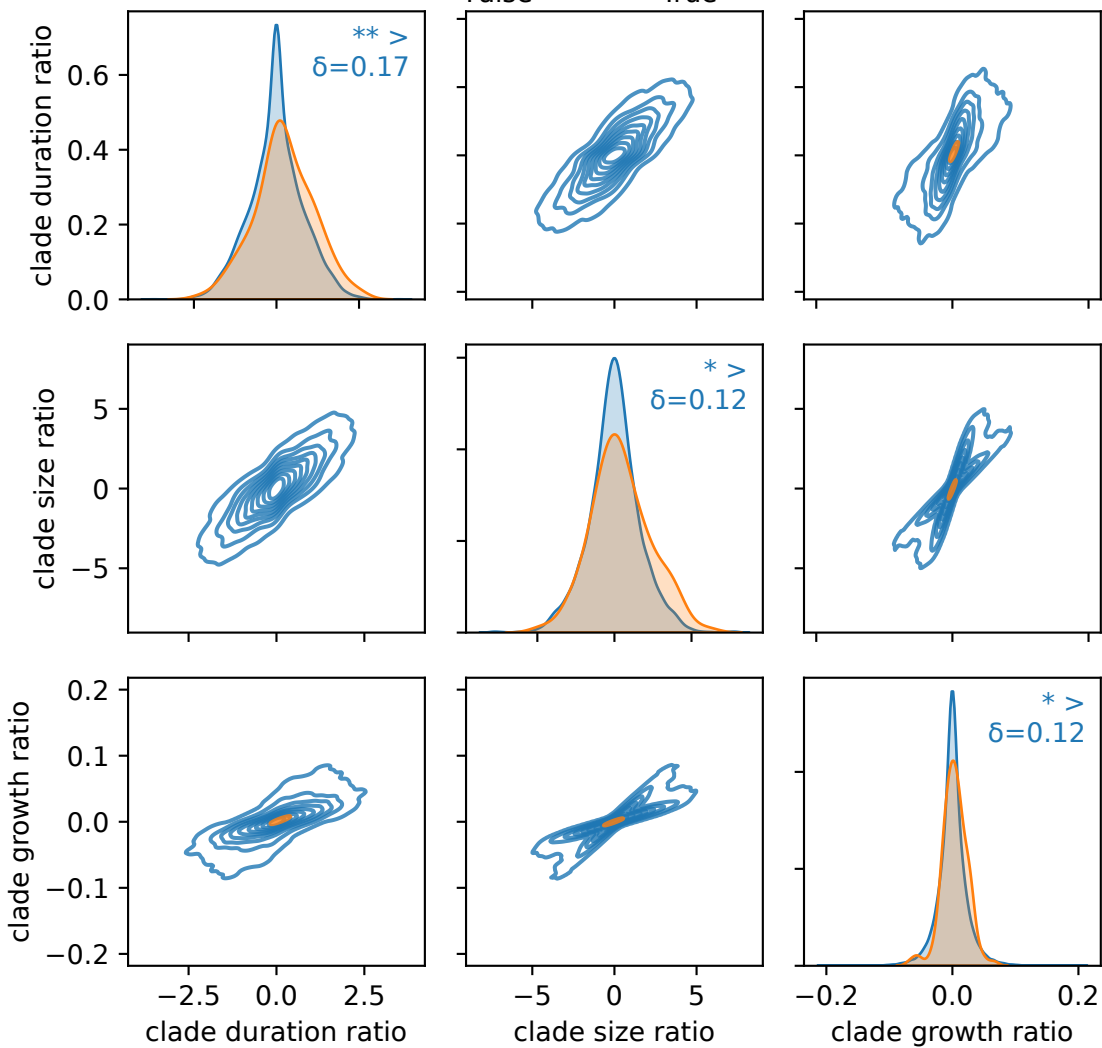 clade duration ratio
0.6
0.4
0.2
0.0
** >
δ=0.17
clade size ratio
5
0
−5
* >
δ=0.12
clade growth ratio
0.2
0.1
0.0
−0.1
−0.2
* >
δ=0.12
−2.5 0.0 2.5
−5 0 5
−0.2 0.0 0.2
clade duration ratio
clade size ratio
clade growth ratio